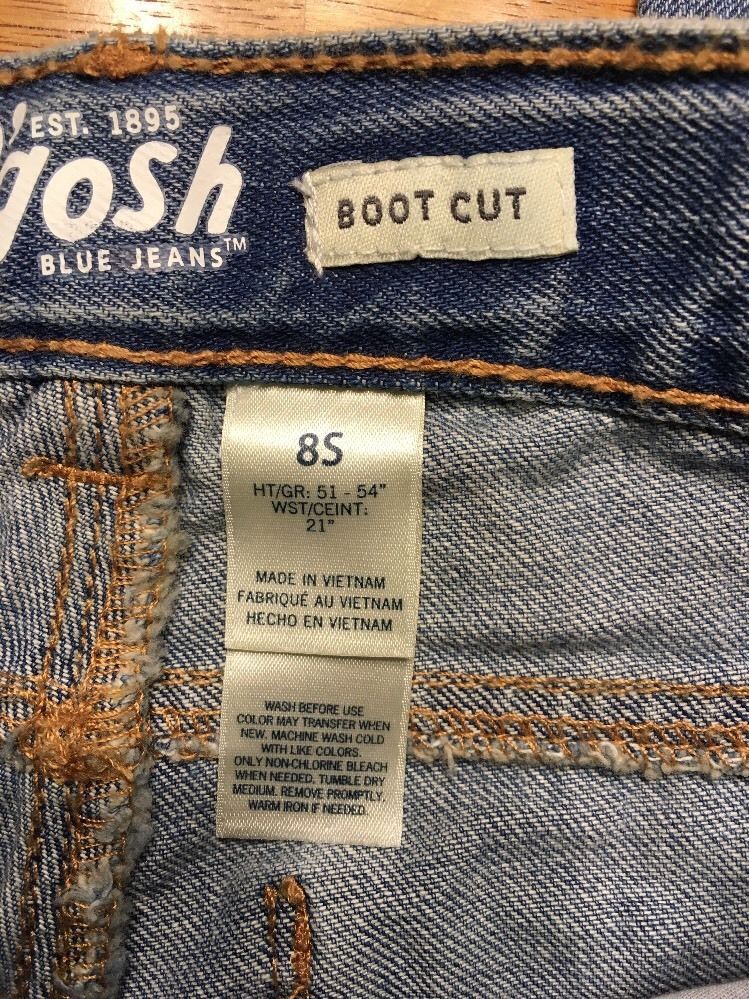 EST. 1895
gosh
BLUE JEANS™
BOOT CUT
8S
HT/GR: 51 - 54"
WST/CEINT:
21"
MADE IN VIETNAM
FABRIQUÉ AU VIETNAM
HECHO EN VIETNAM
WASH BEFORE USE
COLOR MAY TRANSFER WHEN
NEW. MACHINE WASH COLD
WITH LIKE COLORS.
ONLY NON-CHLORINE BLEACH
WHEN NEEDED. TUMBLE DRY
MEDIUM. REMOVE PROMPTLY.
WARM IRON IF NEEDED.